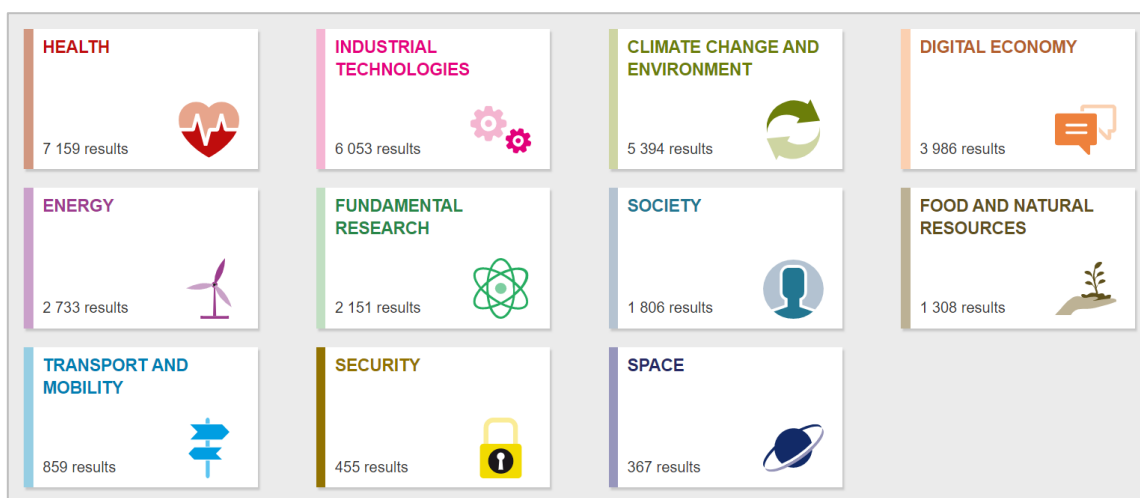 HEALTH
7 159 results
INDUSTRIAL
TECHNOLOGIES
6 053 results
CLIMATE CHANGE AND
ENVIRONMENT
5 394 results
DIGITAL ECONOMY
3 986 results
ENERGY
2 733 results
FUNDAMENTAL
RESEARCH
2 151 results
SOCIETY
1 806 results
FOOD AND NATURAL
RESOURCES
1 308 results
TRANSPORT AND
MOBILITY
859 results
SECURITY
455 results
SPACE
367 results